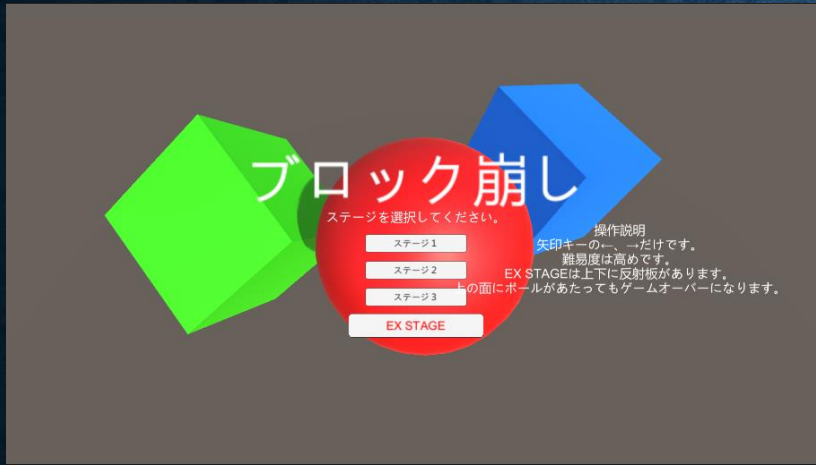 ブロック崩し
ステージを選択してください。
ステージ１
ステージ２
ステージ３
EX STAGE
操作説明
矢印キーの←、→だけです。
難易度は高めです。
EX STAGEは上下に反射板があります。
上の面にボールがあたってもゲームオーバーになります。